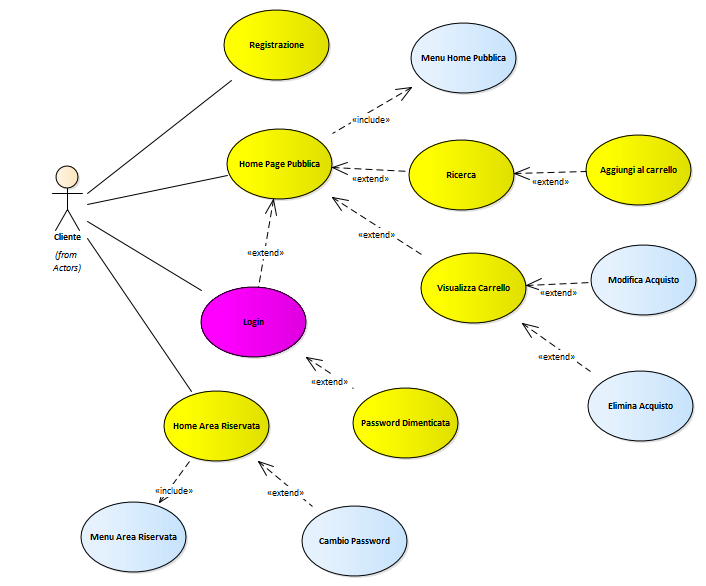 Registrazione
Menu Home Pubblica
«include»
Home Page Pubblica
Ricerca
Aggiungi al carrello
«extend»
«extend»
Cliente
(from
Actors)
«extend»
«extend»
Visualizza Carrello
Modifica Acquisto
«extend»
Login
«extend»
«extend»
Elimina Acquisto
Home Area Riservata
Password Dimenticata
«include»
«extend»
Menu Area Riservata
Cambio Password